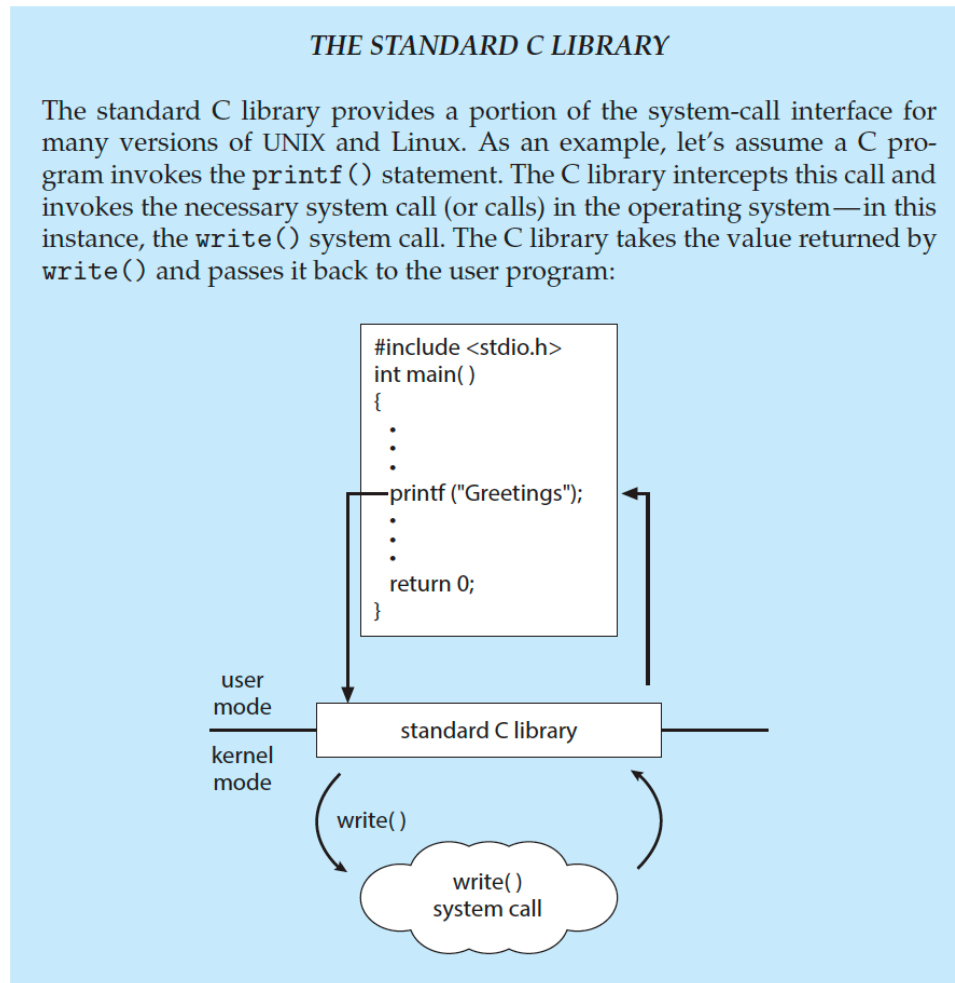 THE STANDARD C LIBRARY
The standard C library provides a portion of the system-call interface for
many versions of UNIX and Linux. As an example, let's assume a C pro-
gram invokes the printf() statement. The C library intercepts this call and
invokes the necessary system call (or calls) in the operating system—in this
instance, the write() system call. The C library takes the value returned by
write() and passes it back to the user program:
#include <stdio.h>
int main( )
{
•
•
•
printf ("Greetings");
•
•
•
return 0;
}
user
mode
standard C library
kernel
mode
write( )
write( )
system call